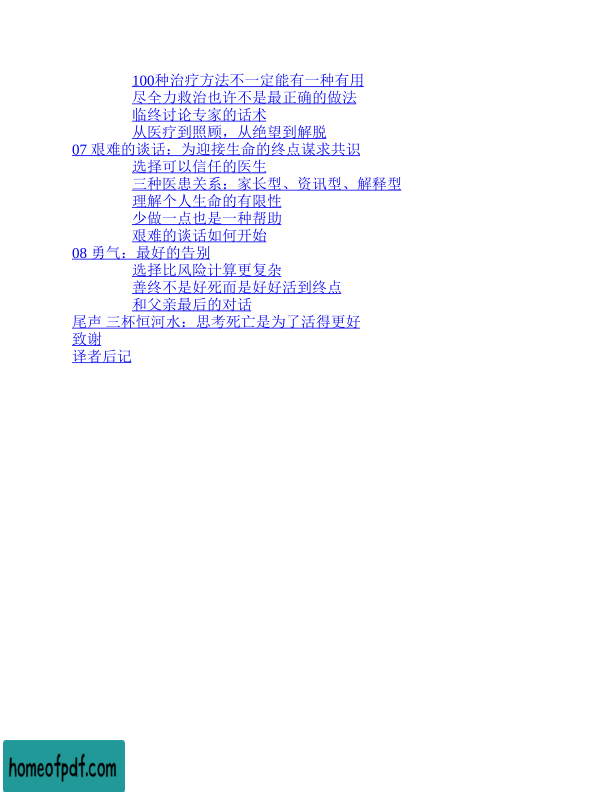 100种治疗方法不一定能有一种有用
尽全力救治也许不是最正确的做法
临终讨论专家的话术
从医疗到照顾，从绝望到解脱
07 艰难的谈话：为迎接生命的终点谋求共识
选择可以信任的医生
三种医患关系：家长型、资讯型、解释型
理解个人生命的有限性
少做一点也是一种帮助
艰难的谈话如何开始
08 勇气：最好的告别
选择比风险计算更复杂
善终不是好死而是好好活到终点
和父亲最后的对话
尾声 三杯恒河水：思考死亡是为了活得更好
致谢
译者后记
homeofpdf.com